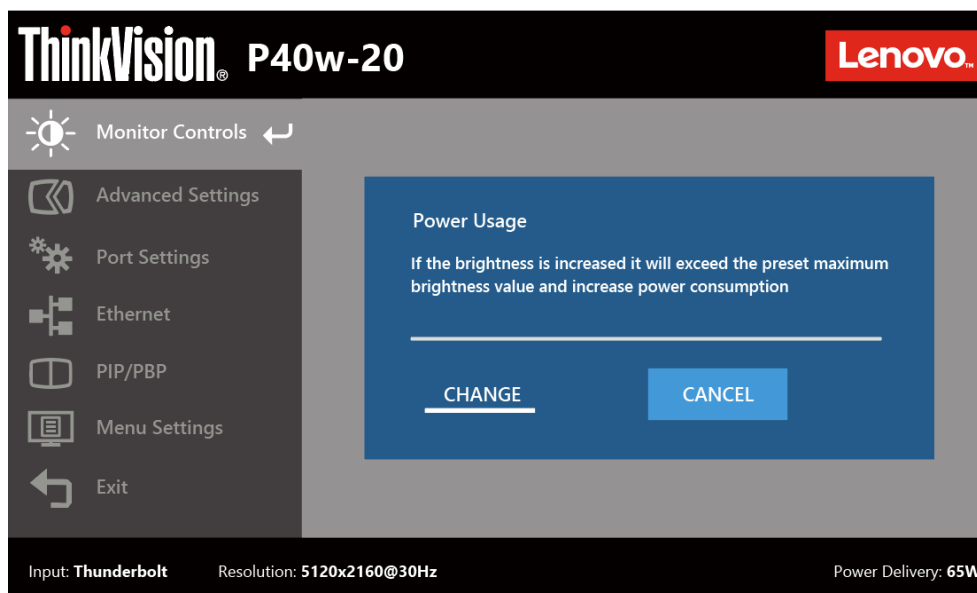 ThinkVision® P40w-20
Lenovo™
Monitor Controls
Advanced Settings
Port Settings
Ethernet
PIP/PBP
Menu Settings
Exit
Power Usage
If the brightness is increased it will exceed the preset maximum
brightness value and increase power consumption
CHANGE CANCEL
Input: Thunderbolt Resolution: 5120x2160@30Hz Power Delivery: 65W